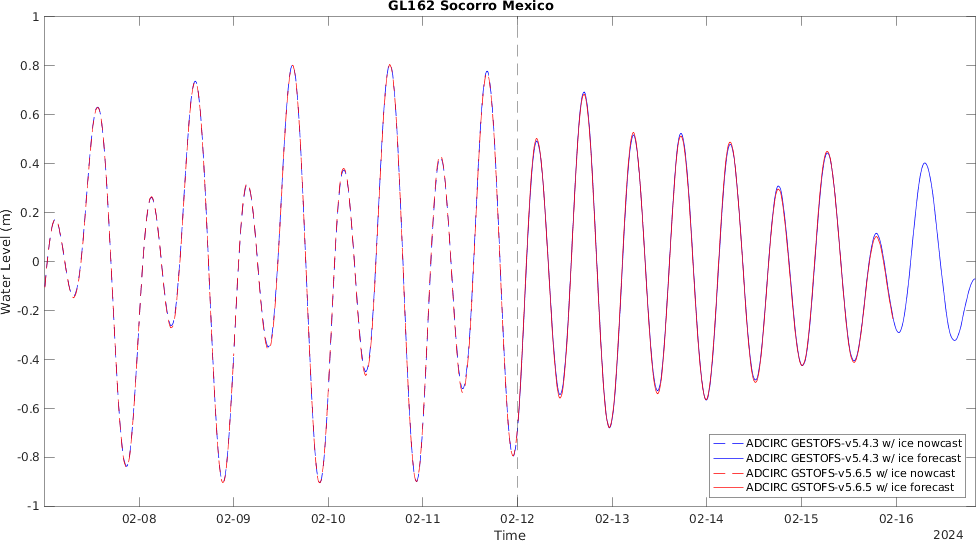 GL162 Socorro Mexico
Water Level (m)
1
0.8
0.6
0.4
0.2
0
-0.2
-0.4
-0.6
-0.8
-1
ADCIRC GESTOFS-v5.4.3 w/ ice nowcast
ADCIRC GESTOFS-v5.4.3 w/ ice forecast
ADCIRC GSTOFS-v5.6.5 w/ ice nowcast
ADCIRC GSTOFS-v5.6.5 w/ ice forecast
02-08 02-09 02-10 02-11 02-12 02-13 02-14 02-15 02-16
Time
2024